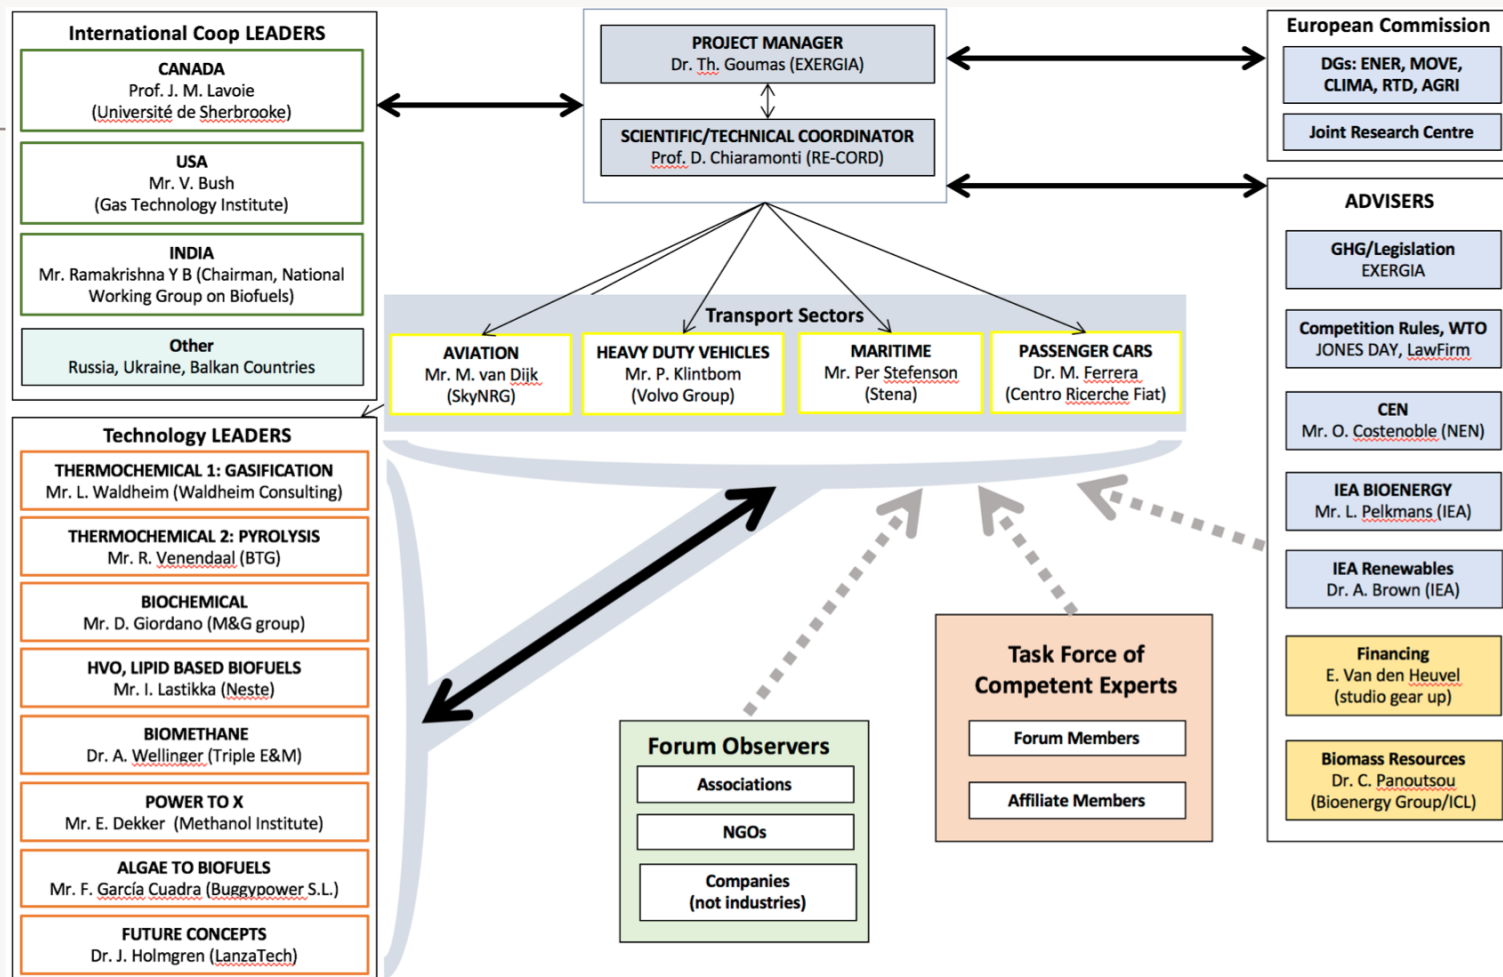 International Coop LEADERS
CANADA
Prof. J. M. Lavoie
(Université de Sherbrooke)
USA
Mr. V. Bush
(Gas Technology Institute)
INDIA
Mr. Ramakrishna Y B (Chairman, National
Working Group on Biofuels)
Other
Russia, Ukraine, Balkan Countries
PROJECT MANAGER
Dr. Th. Goumas (EXERGIA)
SCIENTIFIC/TECHNICAL COORDINATOR
Prof. D. Chiaramonti (RE-CORD)
European Commission
DGs: ENER, MOVE,
CLIMA, RTD, AGRI
Joint Research Centre
ADVISERS
GHG/Legislation
EXERGIA
Competition Rules, WTO
JONES DAY, LawFirm
CEN
Mr. O. Costenoble (NEN)
IEA BIOENERGY
Mr. L. Pelkmans (IEA)
IEA Renewables
Dr. A. Brown (IEA)
Financing
E. Van den Heuvel
(studio gear up)
Biomass Resources
Dr. C. Panoutsou
(Bioenergy Group/ICL)
Transport Sectors
AVIATION
Mr. M. van Dijk
(SkyNRG)
HEAVY DUTY VEHICLES
Mr. P. Klintbom
(Volvo Group)
MARITIME
Mr. Per Stefenson
(Stena)
PASSENGER CARS
Dr. M. Ferrera
(Centro Ricerche Fiat)
Technology LEADERS
THERMOCHEMICAL 1: GASIFICATION
Mr. L. Waldheim (Waldheim Consulting)
THERMOCHEMICAL 2: PYROLYSIS
Mr. R. Venendaal (BTG)
BIOCHEMICAL
Mr. D. Giordano (M&G group)
HVO, LIPID BASED BIOFUELS
Mr. I. Lastikka (Neste)
BIOMETHANE
Dr. A. Wellinger (Triple E&M)
POWER TO X
Mr. E. Dekker (Methanol Institute)
ALGAE TO BIOFUELS
Mr. F. García Cuadra (Buggypower S.L.)
FUTURE CONCEPTS
Dr. J. Holmgren (LanzaTech)
Forum Observers
Associations
NGOs
Companies
(not industries)
Task Force of
Competent Experts
Forum Members
Affiliate Members